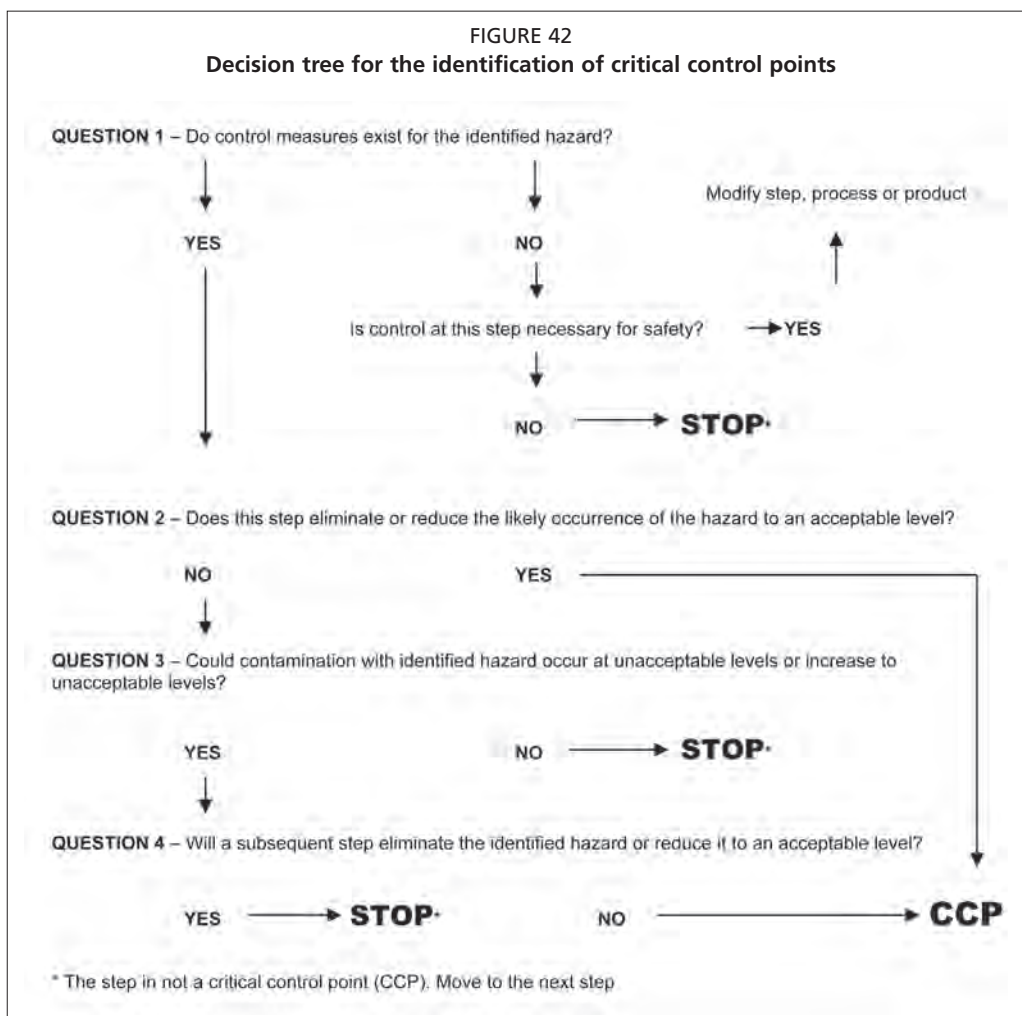 FIGURE 42
Decision tree for the identification of critical control points
QUESTION 1 – Do control measures exist for the identified hazard?
Modify step, process or product
YES
NO
Is control at this step necessary for safety?
YES
NO
STOP*
QUESTION 2 – Does this step eliminate or reduce the likely occurrence of the hazard to an acceptable level?
NO
YES
QUESTION 3 – Could contamination with identified hazard occur at unacceptable levels or increase to
unacceptable levels?
YES
NO
STOP*
QUESTION 4 – Will a subsequent step eliminate the identified hazard or reduce it to an acceptable level?
YES
STOP*
NO
CCP
* The step in not a critical control point (CCP). Move to the next step